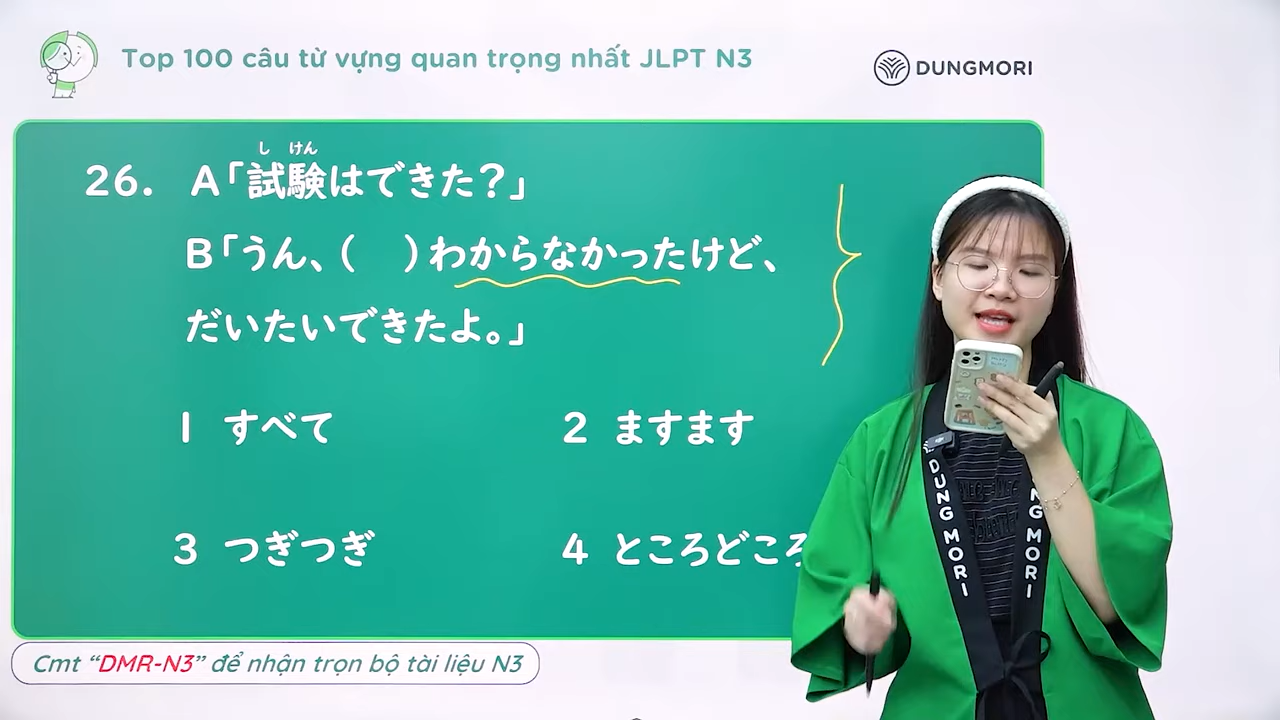 Top 100 câu từ vựng quan trọng nhất JLPT N3
DUNGMORI
し けん
26. A「試験はできた？」
B「うん、(　)わからなかったけど、
だいたいできたよ。」
1 すべて
2 ますます
3 つぎつぎ
4 ところどころ
DUNG MORI
NG MORI
Cmt “DMR-N3” để nhận trọn bộ tài liệu N3